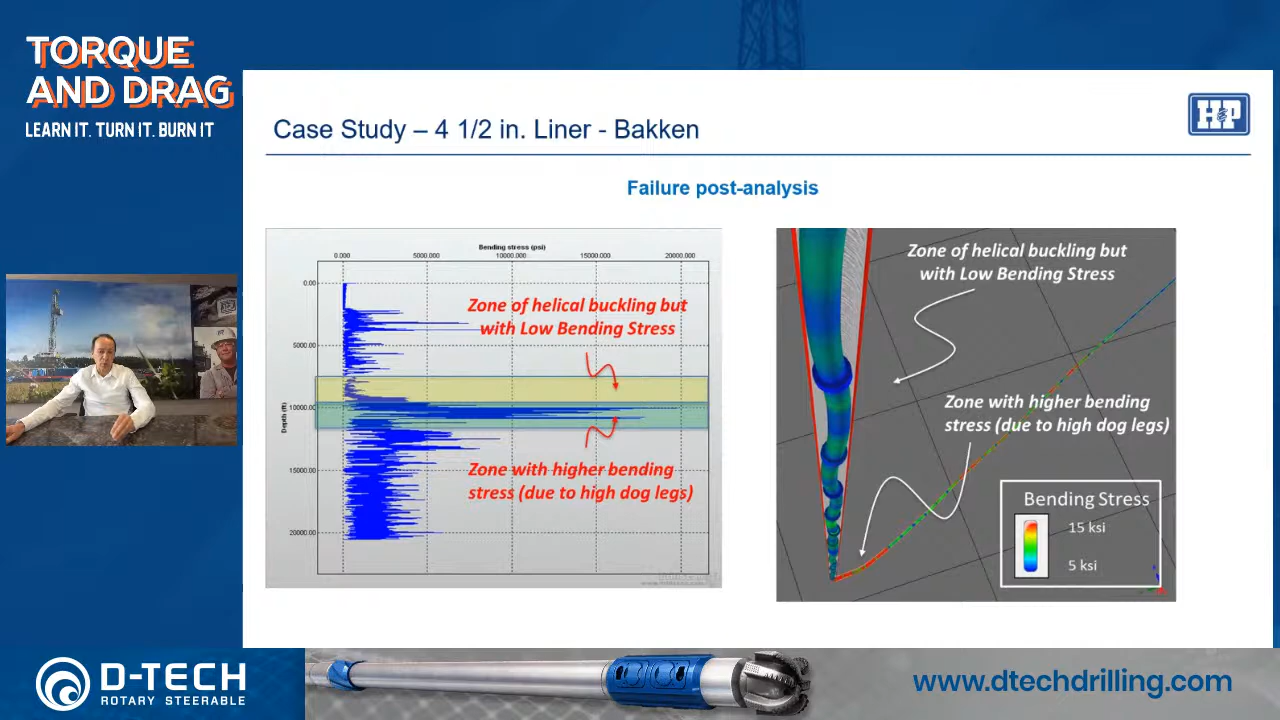 TORQUE
AND DRAG
LEARN IT. TURN IT. BURN IT
Case Study – 4 1/2 in. Liner - Bakken
H&P
Failure post-analysis
Bending stress (psi)
0.000 5000.000 10000.000 15000.000 20000.000
0.00
5000.00
10000.00
15000.00
20000.00
Depth (ft)
Zone of helical buckling but
with Low Bending Stress
Zone with higher bending
stress (due to high dog legs)
Zone of helical buckling but
with Low Bending Stress
Zone with higher bending
stress (due to high dog legs)
Bending Stress
15 ksi
5 ksi
D-TECH
ROTARY STEERABLE
www.dtechdrilling.com